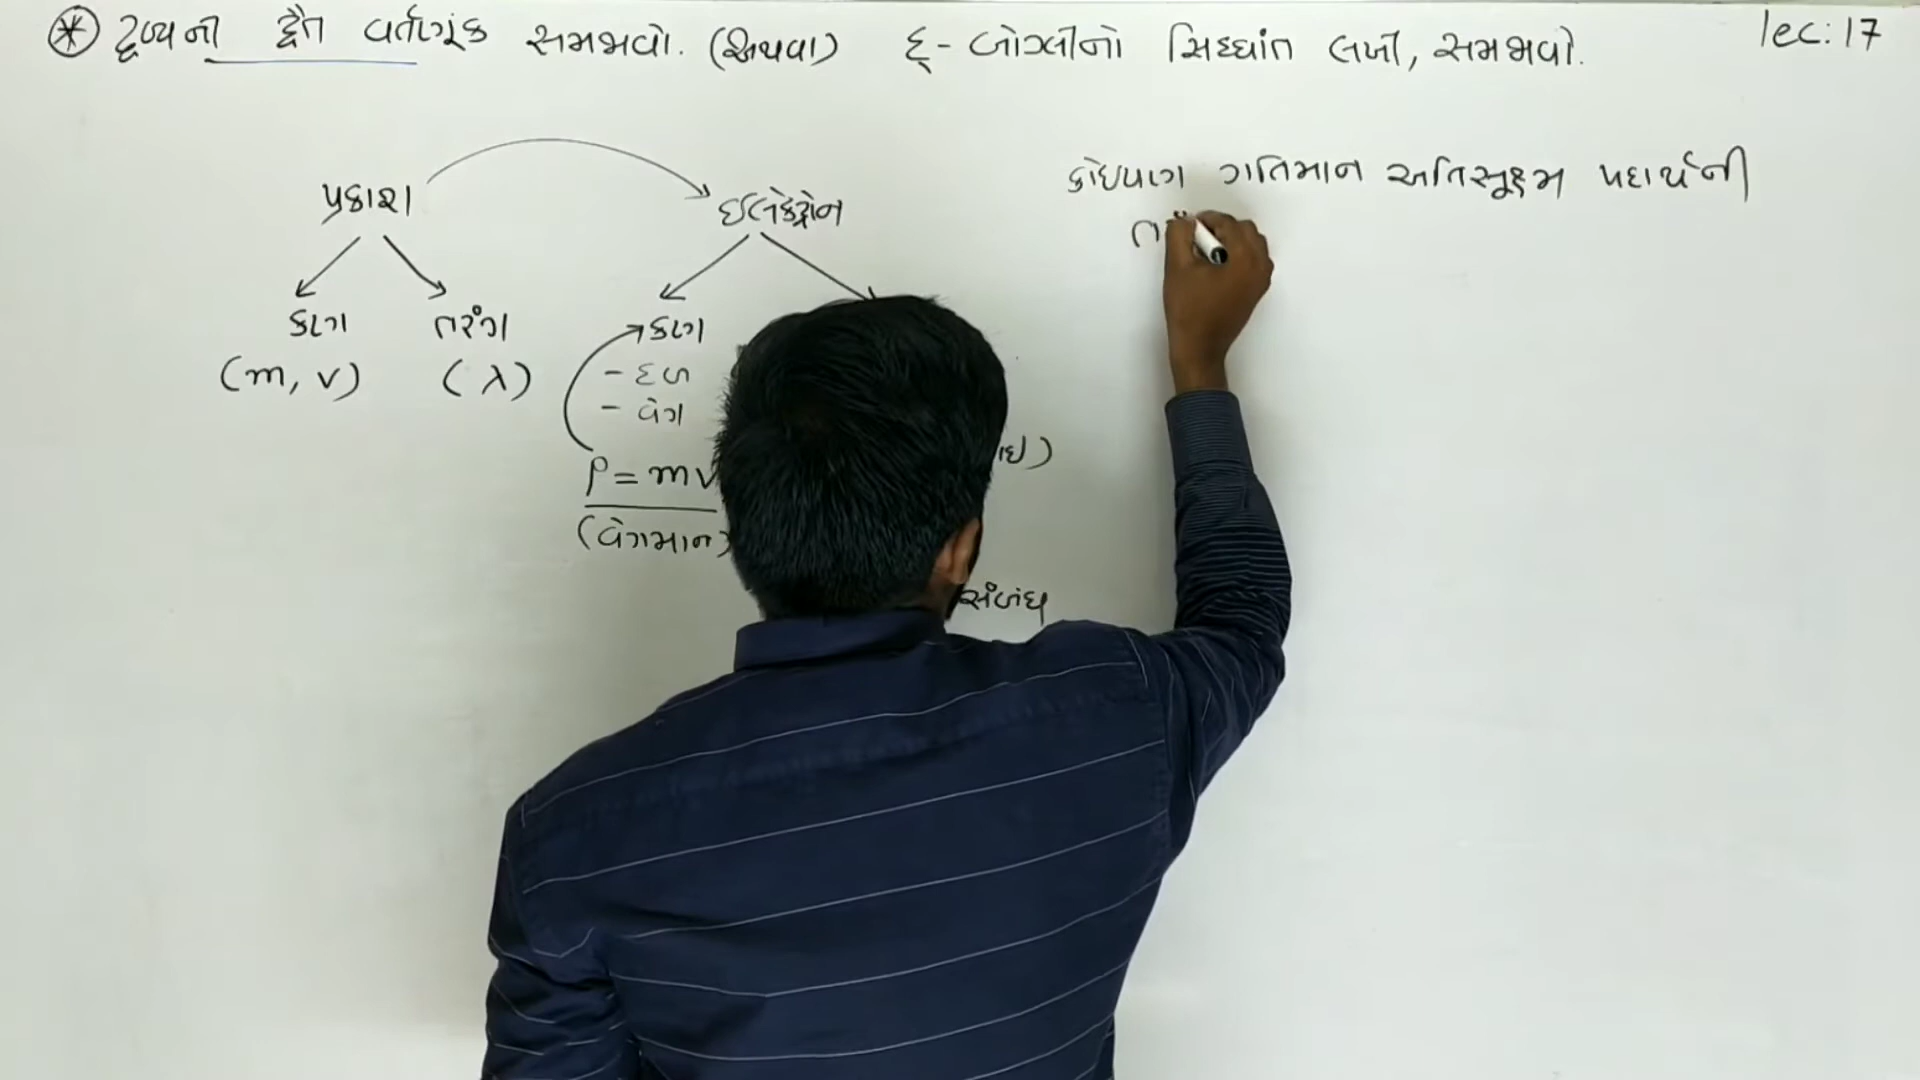 * દ્રવ્યની દ્વૈત વર્તણૂંક સમજાવો. (અથવા) દ્-બ્રોગ્લીનો સિધ્ધાંત લખી, સમજાવો.
lec: 17
પ્રકાશ
ઇલેક્ટ્રોન
કોઇપણ ગતિમાન અતિસૂક્ષ્મ પદાર્થની
કણ
તરંગ
કણ
(m, v)
(λ)
- દળ
- વેગ
P = mv
(વેગમાન)
સંબંધ